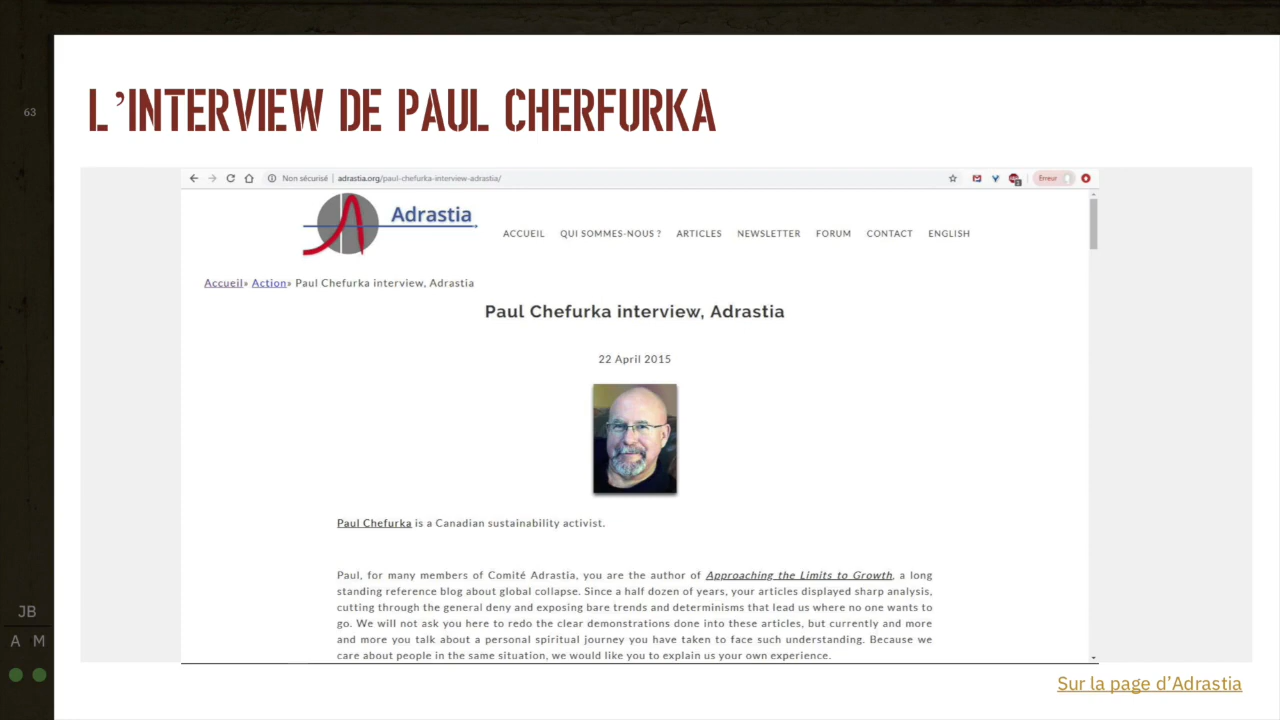 63
L’INTERVIEW DE PAUL CHERFURKA
Non sécurisé | adrastia.org/paul-chefurka-interview-adrastia/
Erreur
Adrastia
ACCUEIL QUI SOMMES-NOUS ? ARTICLES NEWSLETTER FORUM CONTACT ENGLISH
Accueil» Action» Paul Chefurka interview, Adrastia
Paul Chefurka interview, Adrastia
22 April 2015
Paul Chefurka is a Canadian sustainability activist.
Paul, for many members of Comité Adrastia, you are the author of Approaching the Limits to Growth, a long
standing reference blog about global collapse. Since a half dozen of years, your articles displayed sharp analysis,
cutting through the general deny and exposing bare trends and determinisms that lead us where no one wants to
go. We will not ask you here to redo the clear demonstrations done into these articles, but currently and more
and more you talk about a personal spiritual journey you have taken to face such understanding. Because we
care about people in the same situation, we would like you to explain us your own experience.
JB
A M
Sur la page d’Adrastia